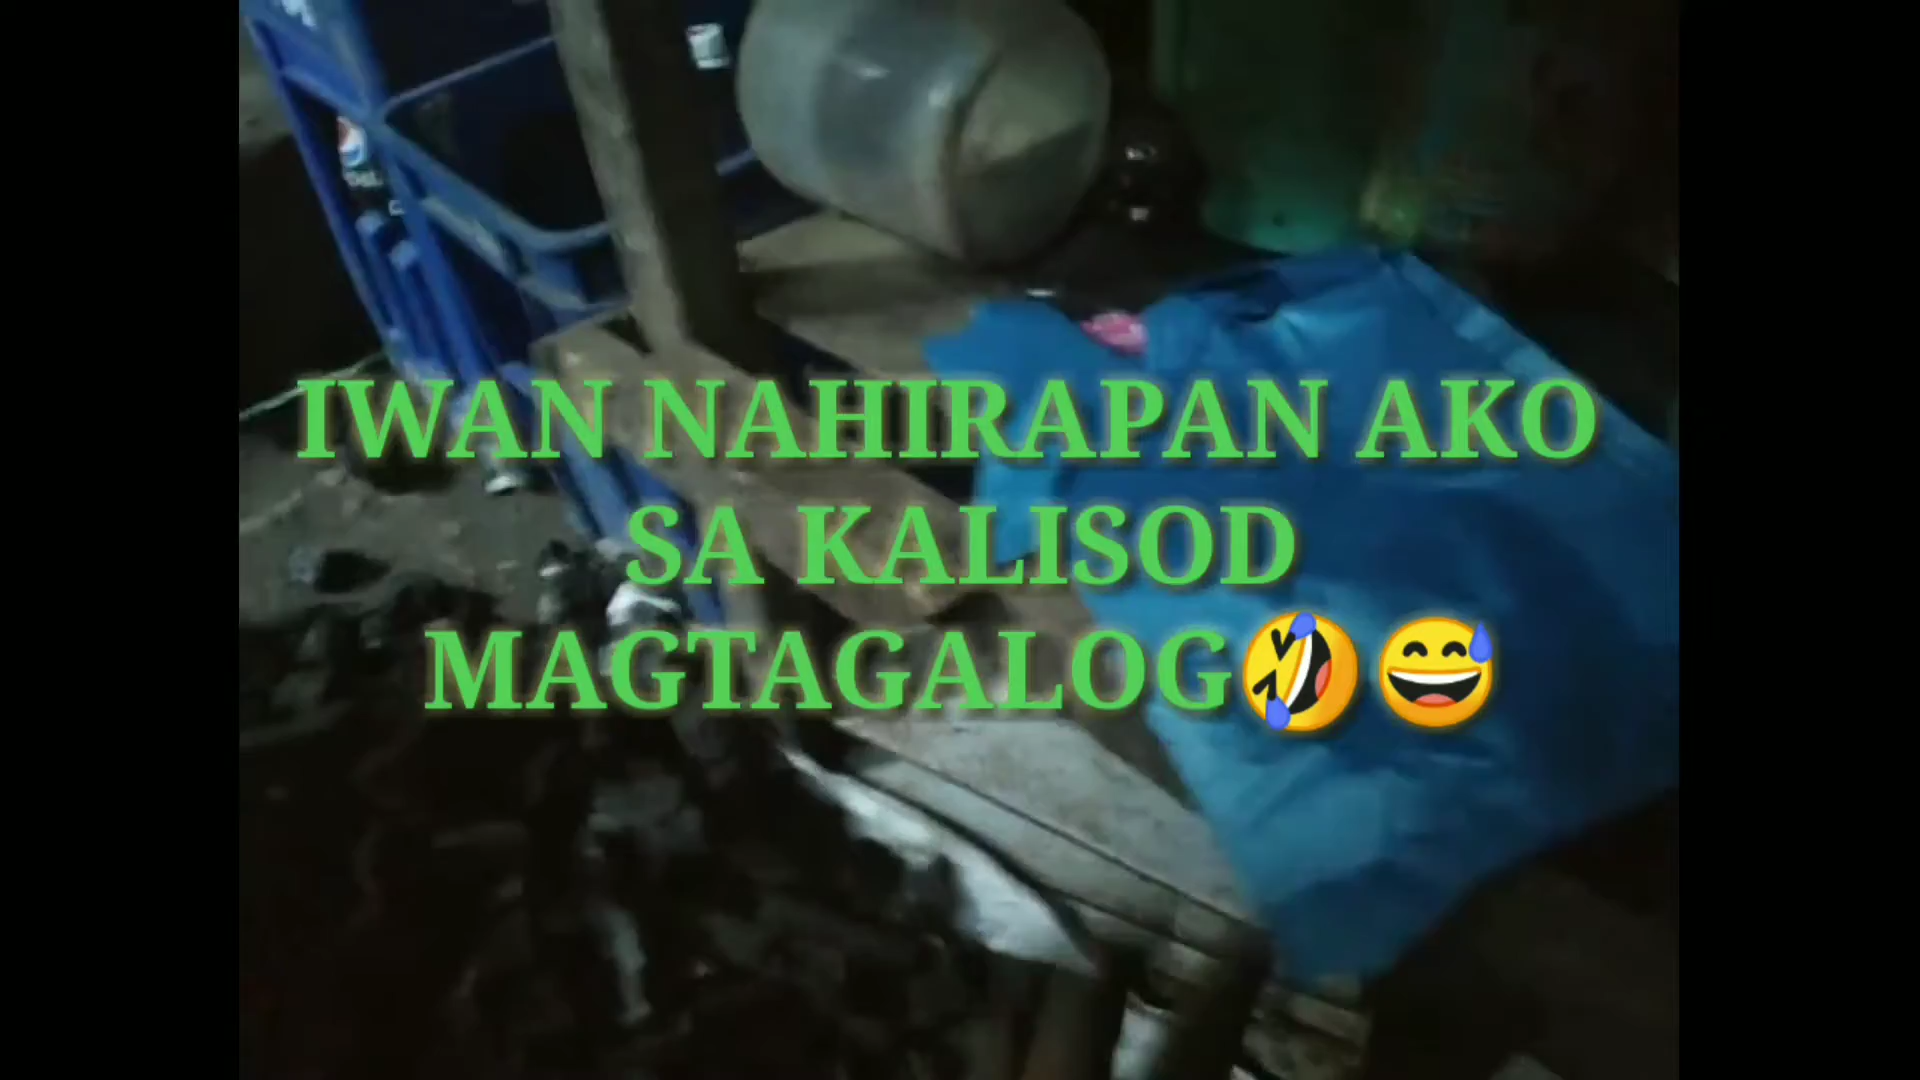 IWAN NAHIRAPAN AKO
SA KALISOD
MAGTAGALOG🤣😅